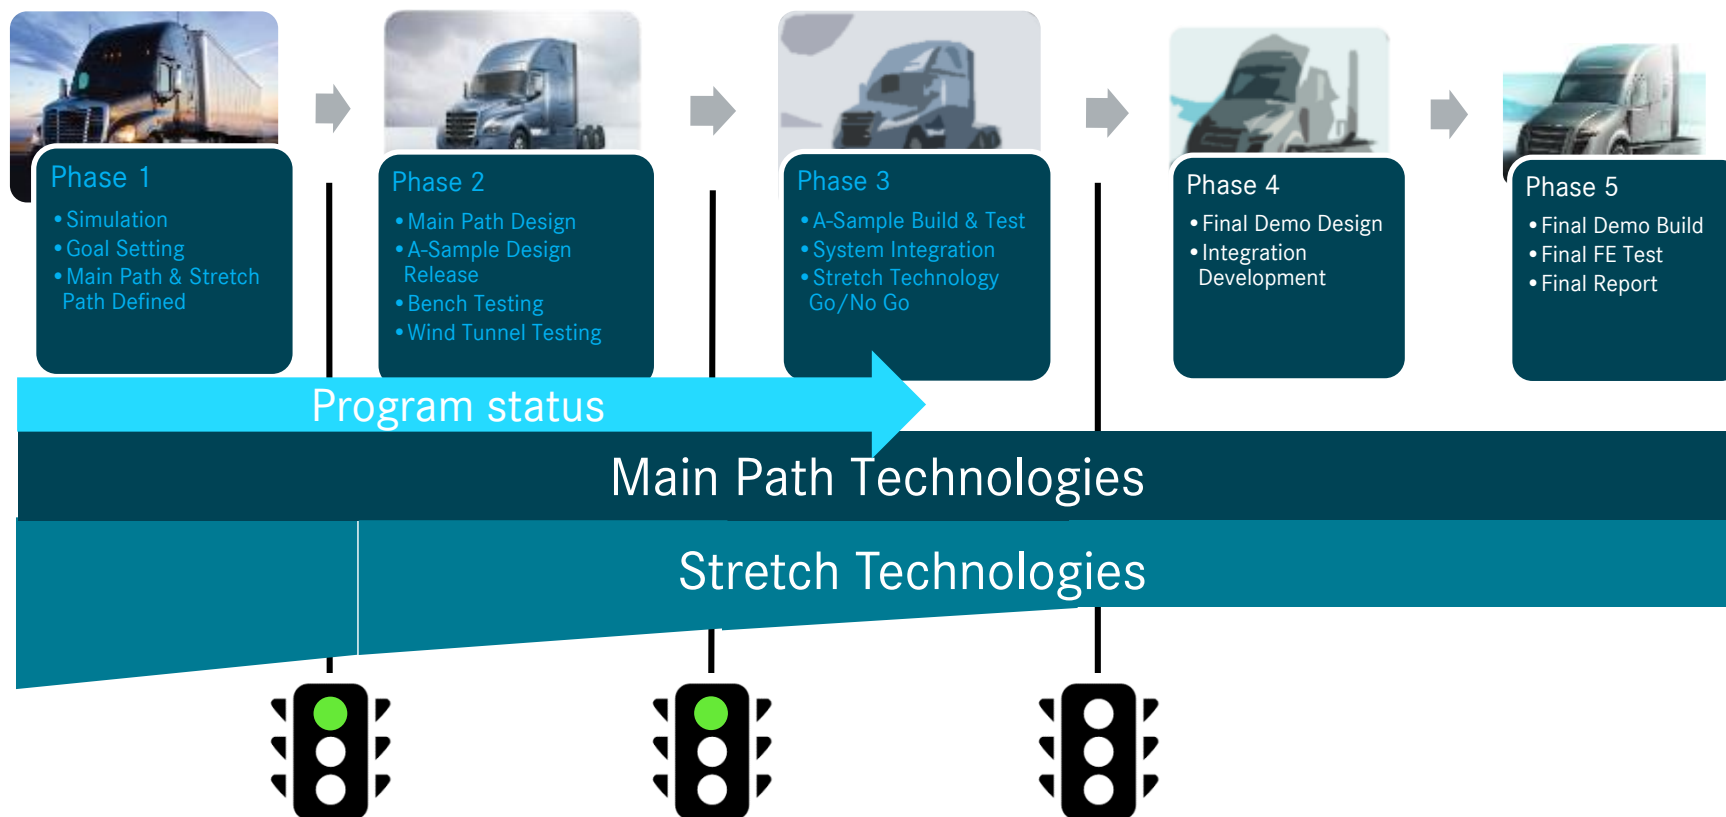 Phase 1
• Simulation
• Goal Setting
• Main Path & Stretch
Path Defined
Phase 2
• Main Path Design
• A-Sample Design
Release
• Bench Testing
• Wind Tunnel Testing
Phase 3
• A-Sample Build & Test
• System Integration
• Stretch Technology
Go/No Go
Phase 4
• Final Demo Design
• Integration
Development
Phase 5
• Final Demo Build
• Final FE Test
• Final Report
Program status
Main Path Technologies
Stretch Technologies